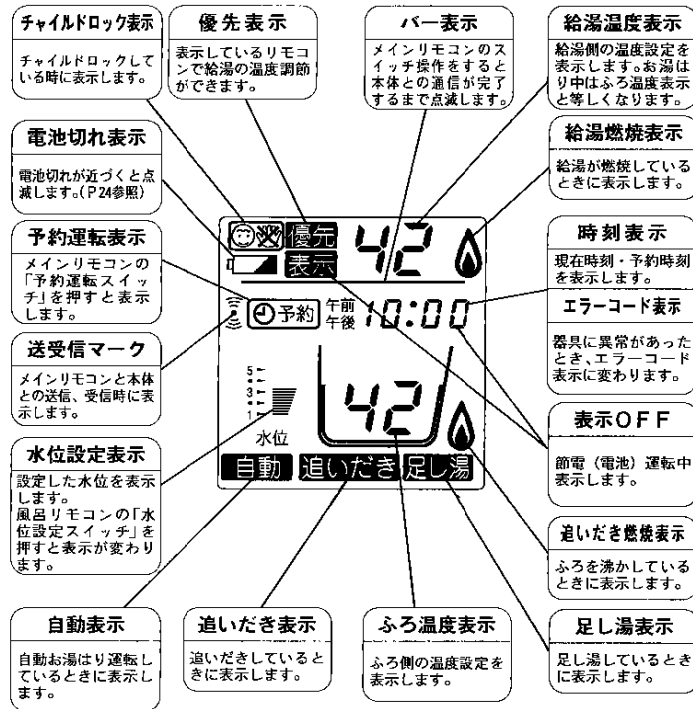 チャイルドロック表示
チャイルドロックして
いる時に表示します。
優先表示
表示しているリモコ
ンで給湯の温度調節
ができます。
バー表示
メインリモコンのス
イッチ操作をすると
本体との通信が完了
するまで点滅します。
給湯温度表示
給湯側の温度設定を
表示します。お湯は
り中はふろ温度表示
と等しくなります。
電池切れ表示
電池切れが近づくと点
滅します。(P24参照)
給湯燃焼表示
給湯が燃焼している
ときに表示します。
予約運転表示
メインリモコンの
「予約運転スイッ
チ」を押すと表示
します。
時刻表示
現在時刻・予約時刻
を表示します。
エラーコード表示
器具に異常があった
とき、エラーコード
表示に変わります。
送受信マーク
メインリモコンと本体
との送信、受信時に表
示します。
表示OFF
節電(電池)運転中
表示します。
水位設定表示
設定した水位を表示
します。
風呂リモコンの「水
位設定スイッチ」を
押すと表示が変わり
ます。
追いだき燃焼表示
ふろを沸かしている
ときに表示します。
優先 42
表示
予約 午前 10:00
午後
5
3
1
水位
42
自動 追いだき 足し湯
自動表示
自動お湯はり運転し
ているときに表示し
ます。
追いだき表示
追いだきしていると
きに表示します。
ふろ温度表示
ふろ側の温度設定を
表示します。
足し湯表示
足し湯しているとき
に表示します。